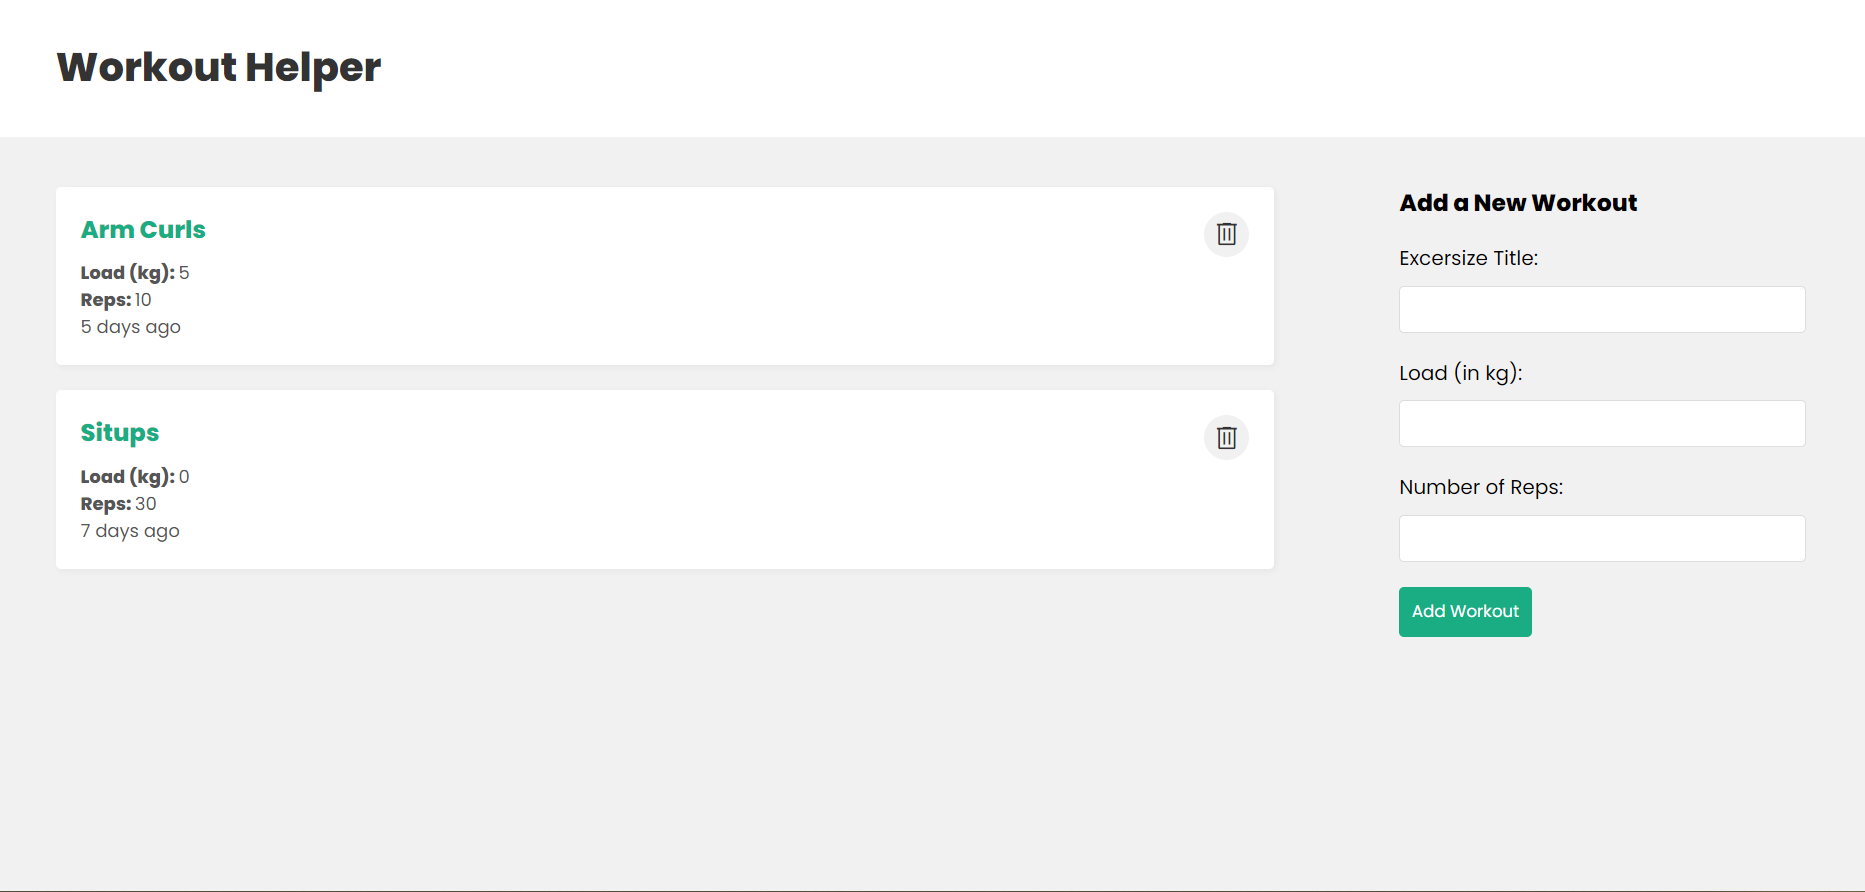 Workout Helper
Arm Curls
Load (kg): 5
Reps: 10
5 days ago
Situps
Load (kg): 0
Reps: 30
7 days ago
Add a New Workout
Excersize Title:
Load (in kg):
Number of Reps:
Add Workout